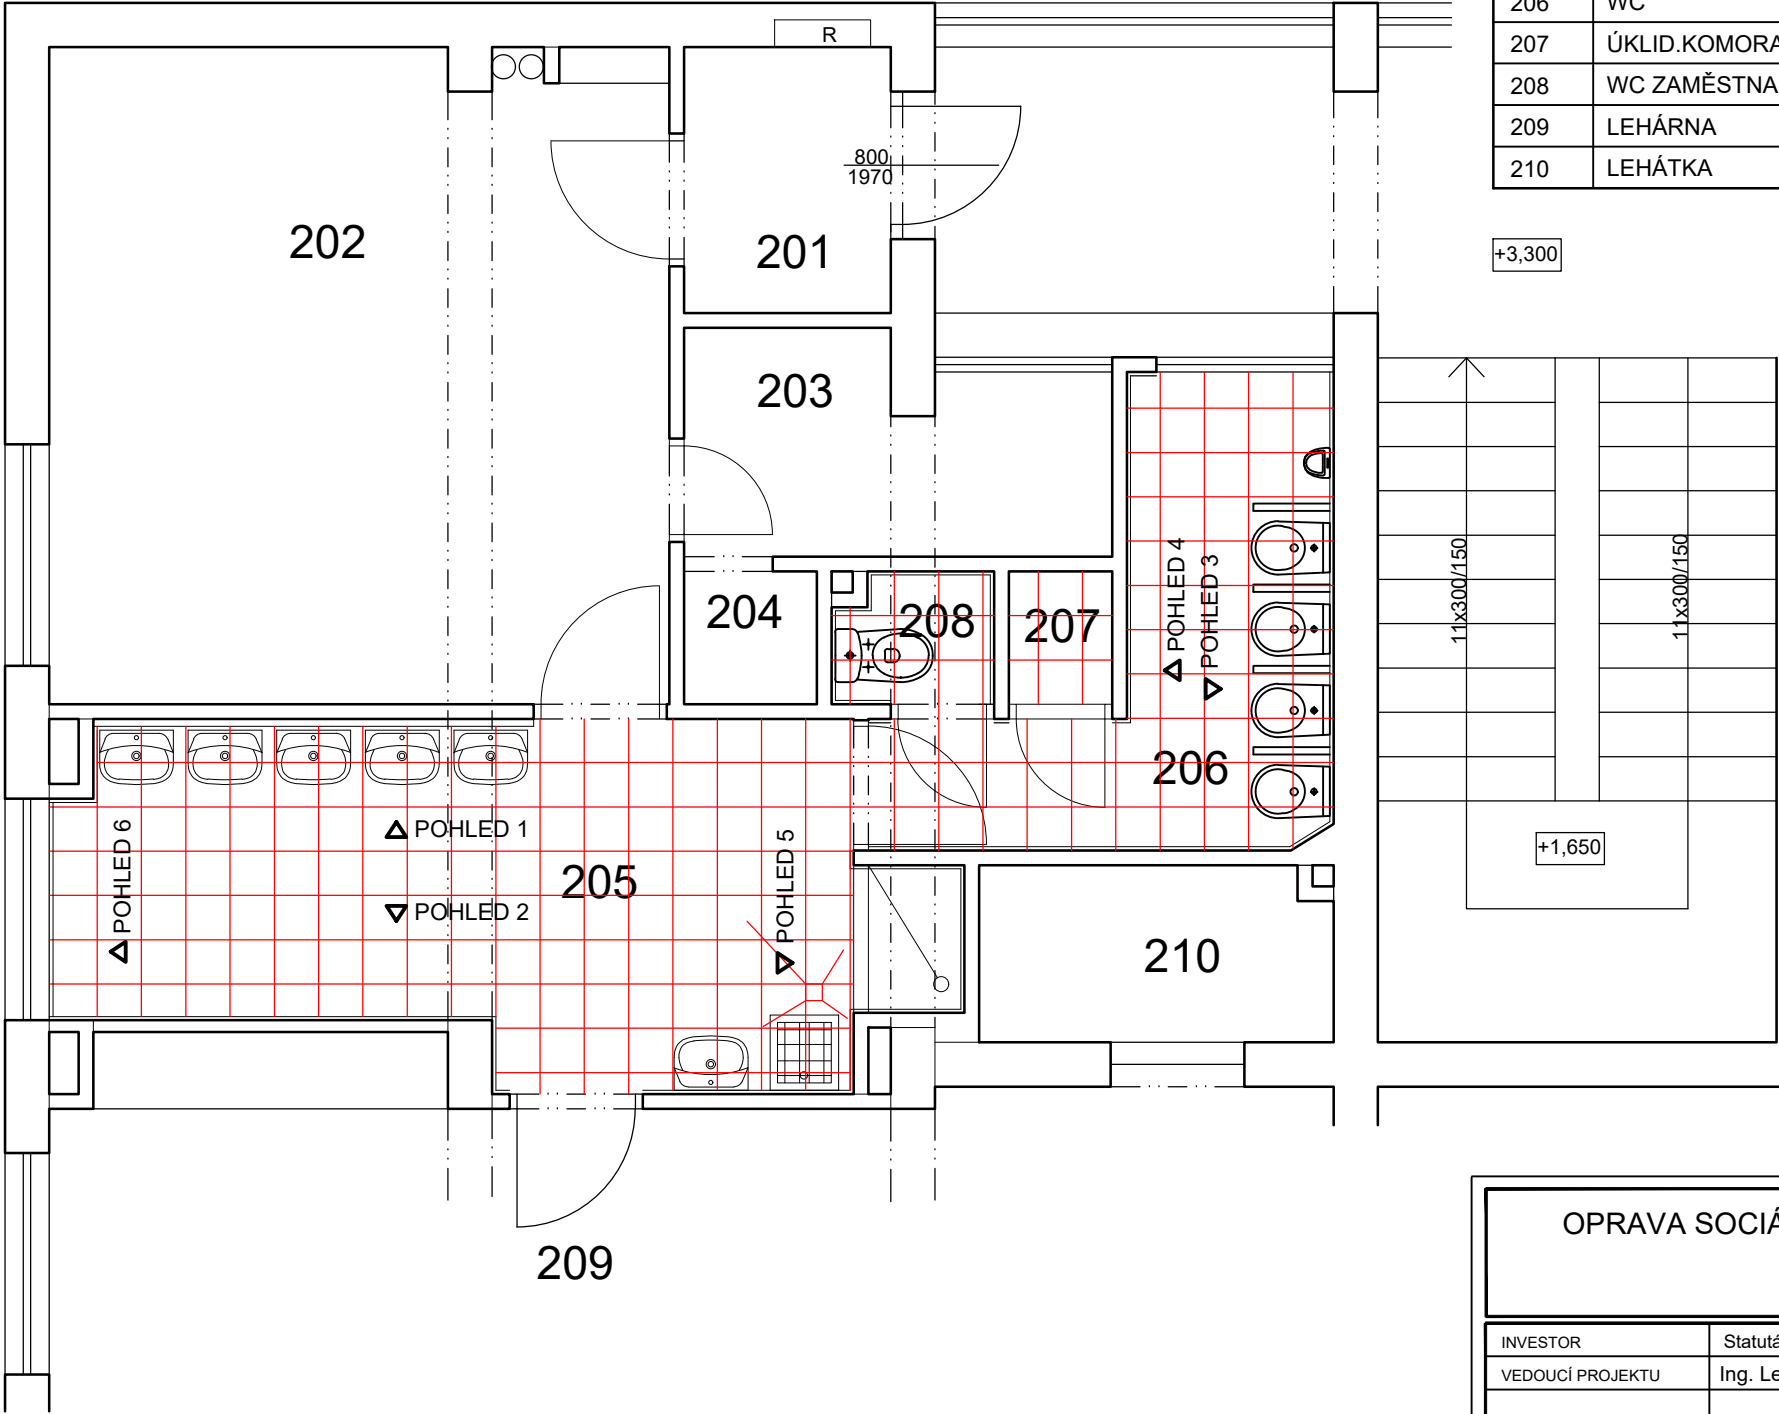 206 WC
207 ÚKLID.KOMORA
208 WC ZAMĚSTNA
209 LEHÁRNA
210 LEHÁTKA
R
800
1970
202
201
+3,300
203
204
208
207
POHLED 4
POHLED 3
11x300/150
11x300/150
206
POHLED 6
POHLED 1
POHLED 5
205
POHLED 2
+1,650
210
209
OPRAVA SOCIÁ
INVESTOR Statutá
VEDOUCÍ PROJEKTU Ing. Le